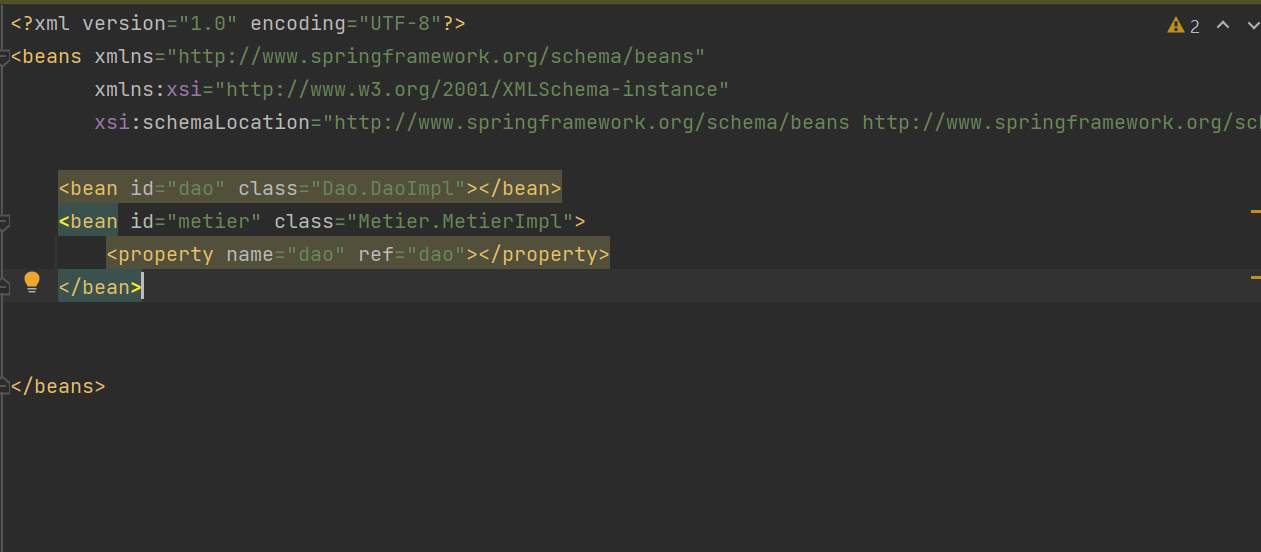 <?xml version="1.0" encoding="UTF-8"?>
2
<beans xmlns="http://www.springframework.org/schema/beans"
xmlns:xsi="http://www.w3.org/2001/XMLSchema-instance"
xsi:schemaLocation="http://www.springframework.org/schema/beans http://www.springframework.org/sc
<bean id="dao" class="Dao.DaoImpl"></bean>
<bean id="metier" class="Metier.MetierImpl">
<property name="dao" ref="dao"></property>
</bean>
</beans>